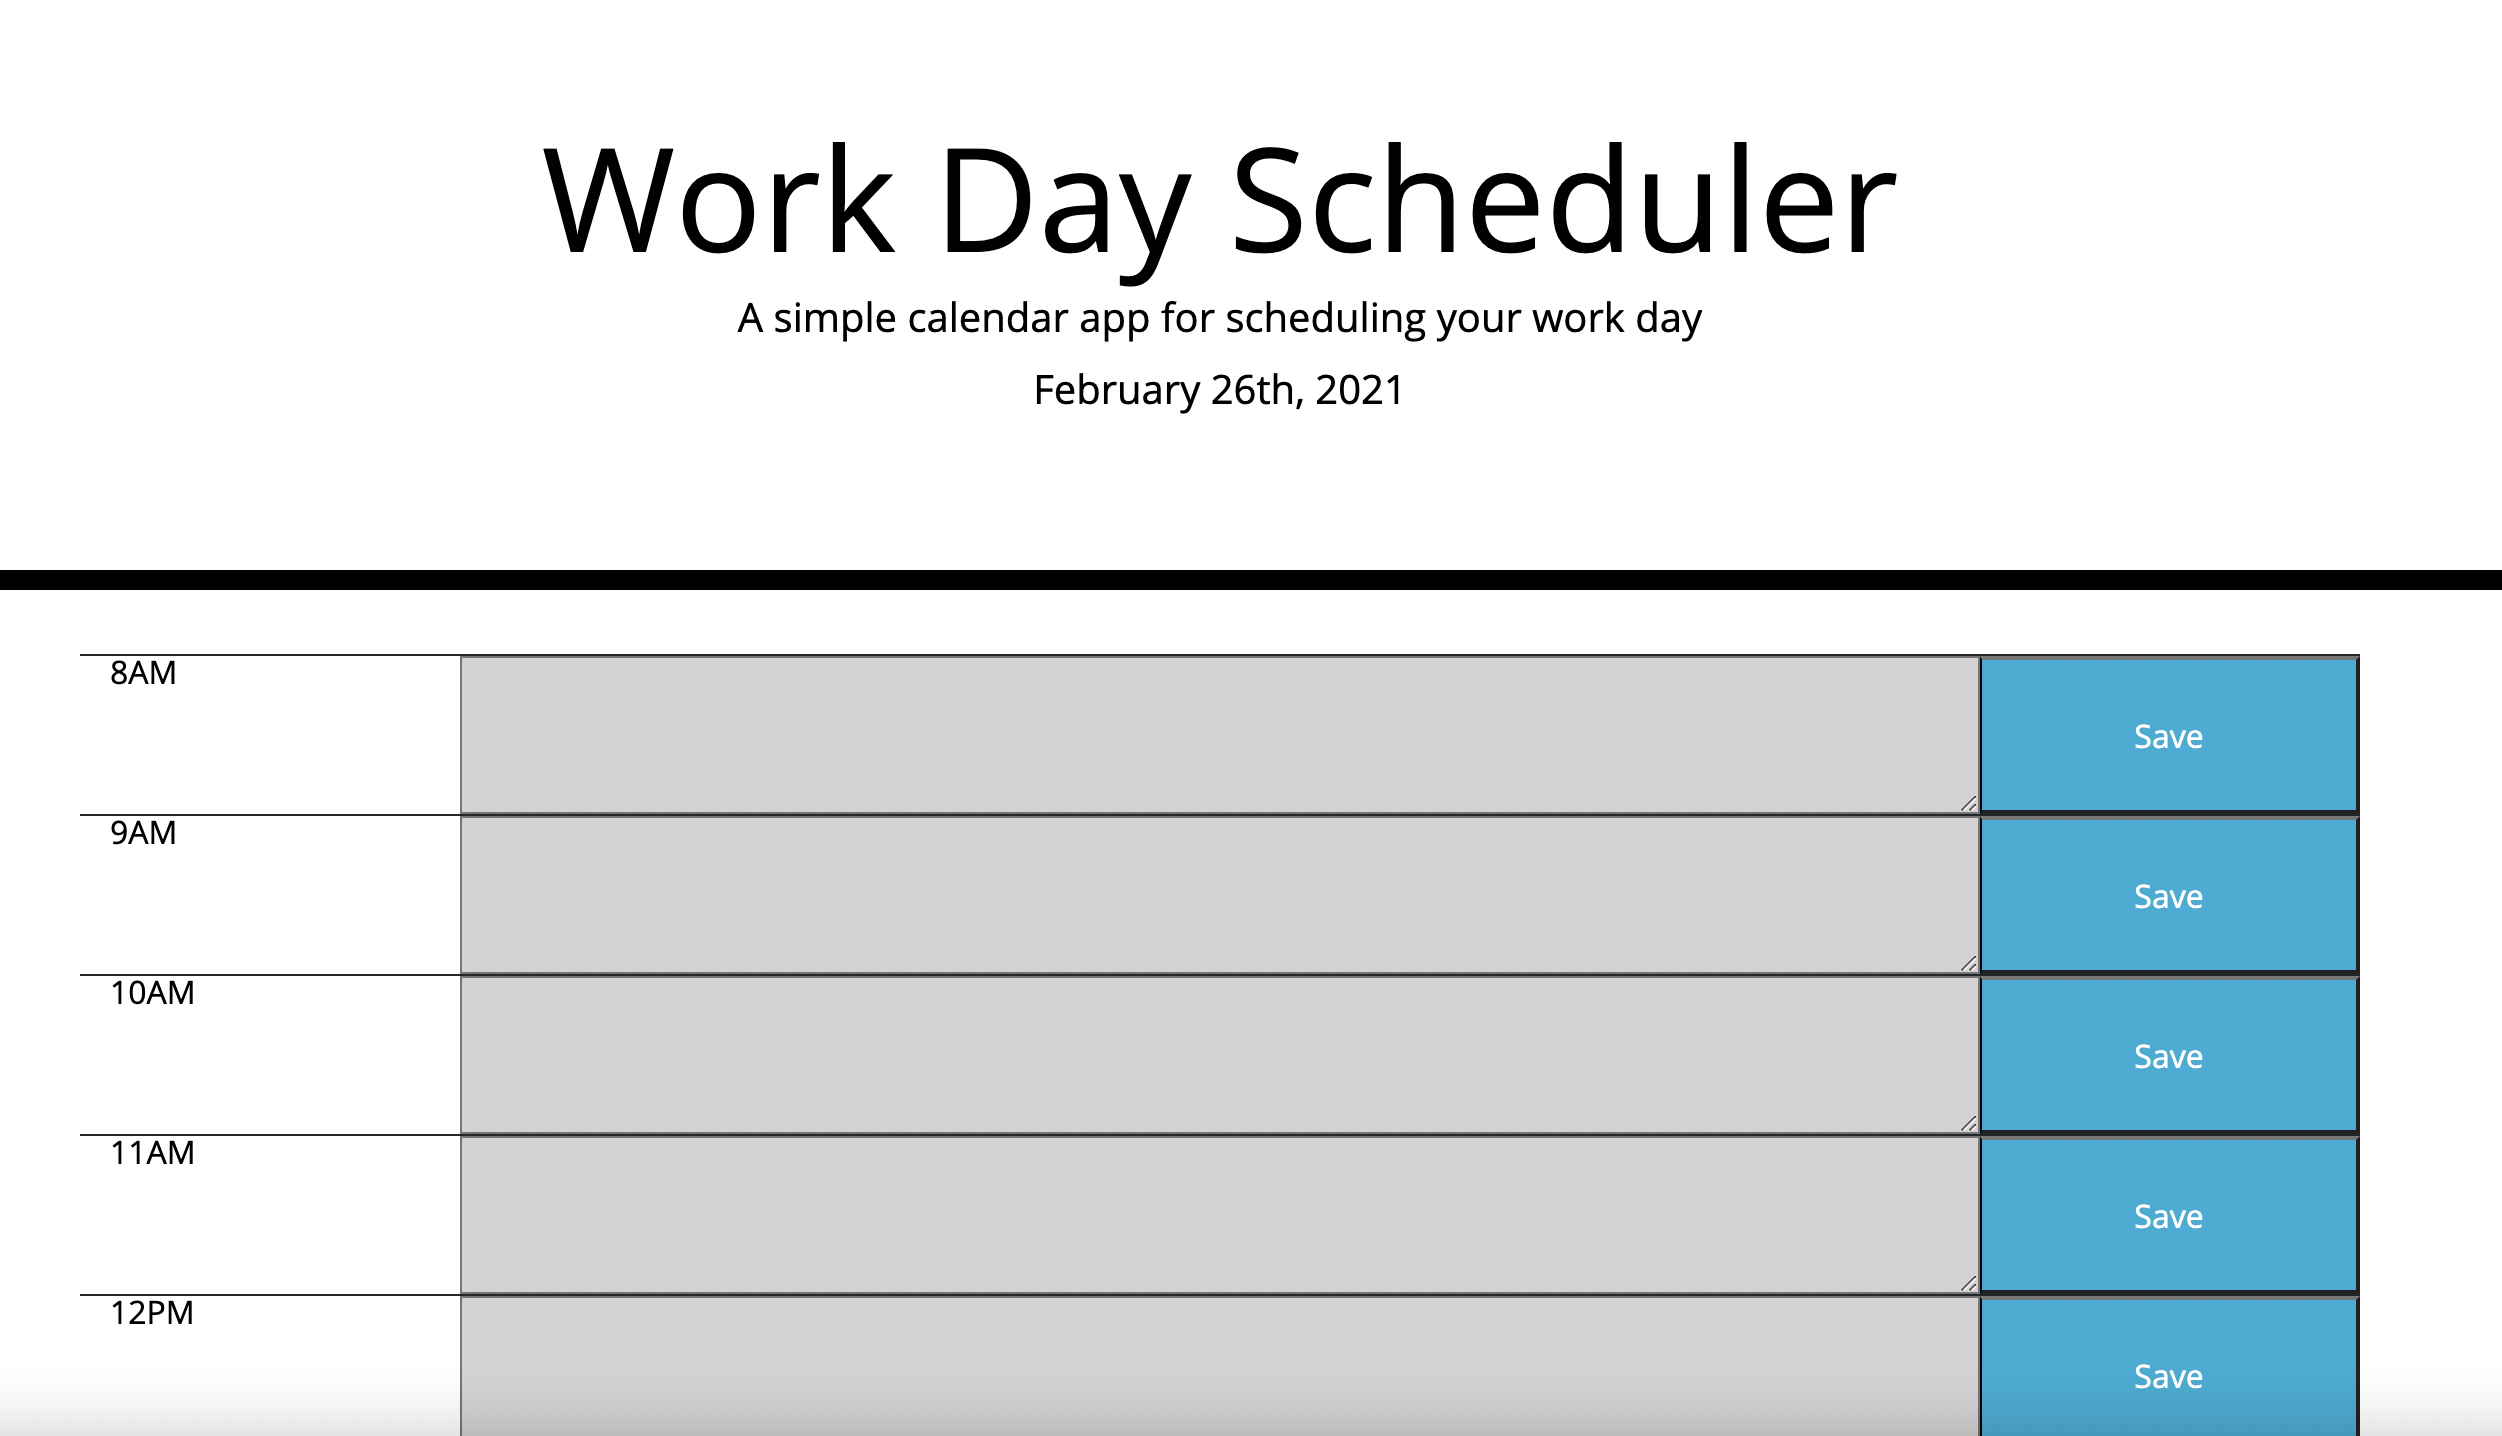 Work Day Scheduler
A simple calendar app for scheduling your work day
February 26th, 2021
8AM
Save
9AM
Save
10AM
Save
11AM
Save
12PM
Save